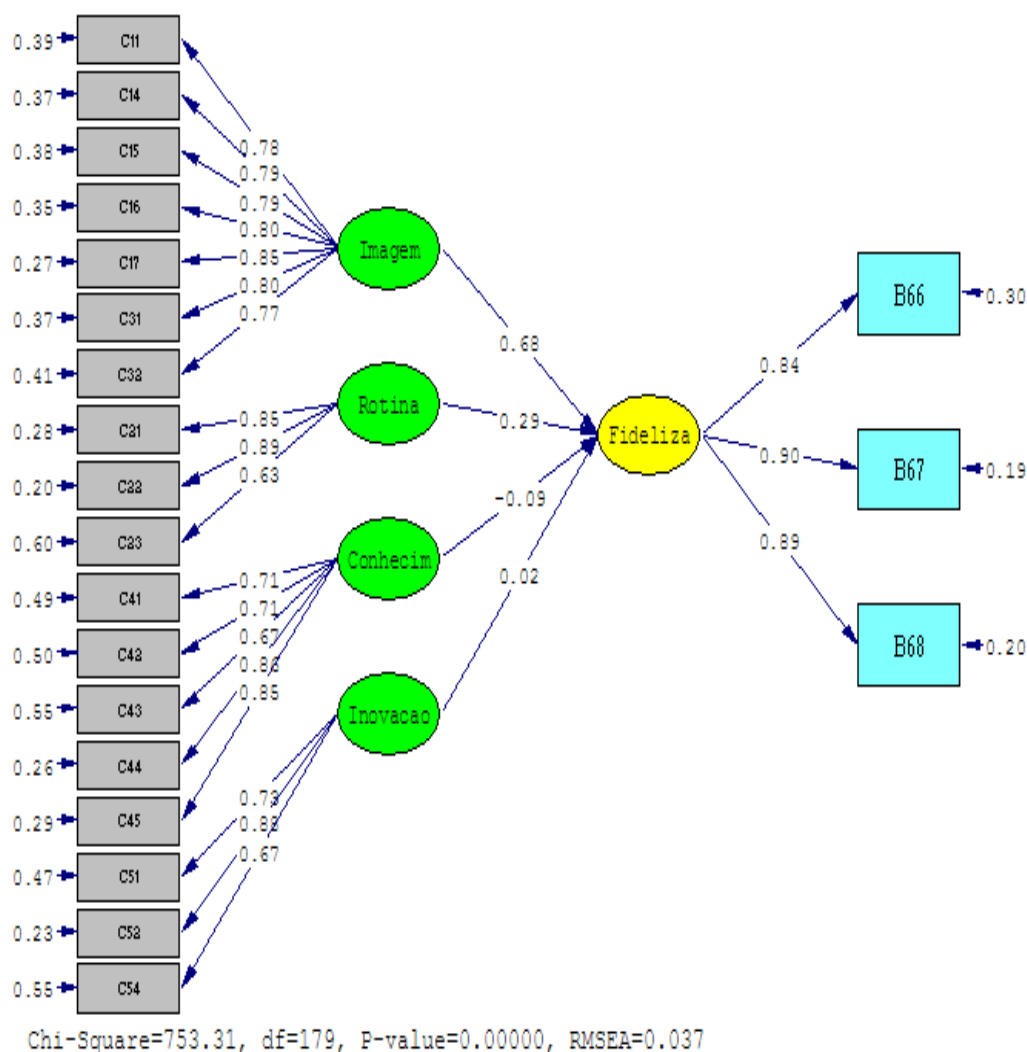 0.39 C11
0.37 C14
0.38 C15
0.35 C16
0.27 C17
0.37 C31
0.41 C32
0.28 C21
0.20 C22
0.60 C23
0.49 C41
0.50 C42
0.55 C43
0.26 C44
0.29 C45
0.47 C51
0.23 C52
0.55 C54
0.78
0.79
0.79
0.80
0.85
0.80
0.77
0.85
0.89
0.63
0.71
0.71
0.67
0.86
0.85
0.73
0.88
0.67
Imagem
Rotina
Conhecim
Inovacao
0.68
0.29
-0.09
0.02
Fideliza
0.84
0.90
0.89
B66 0.30
B67 0.19
B68 0.20
Chi-Square=753.31, df=179, P-value=0.00000, RMSEA=0.037